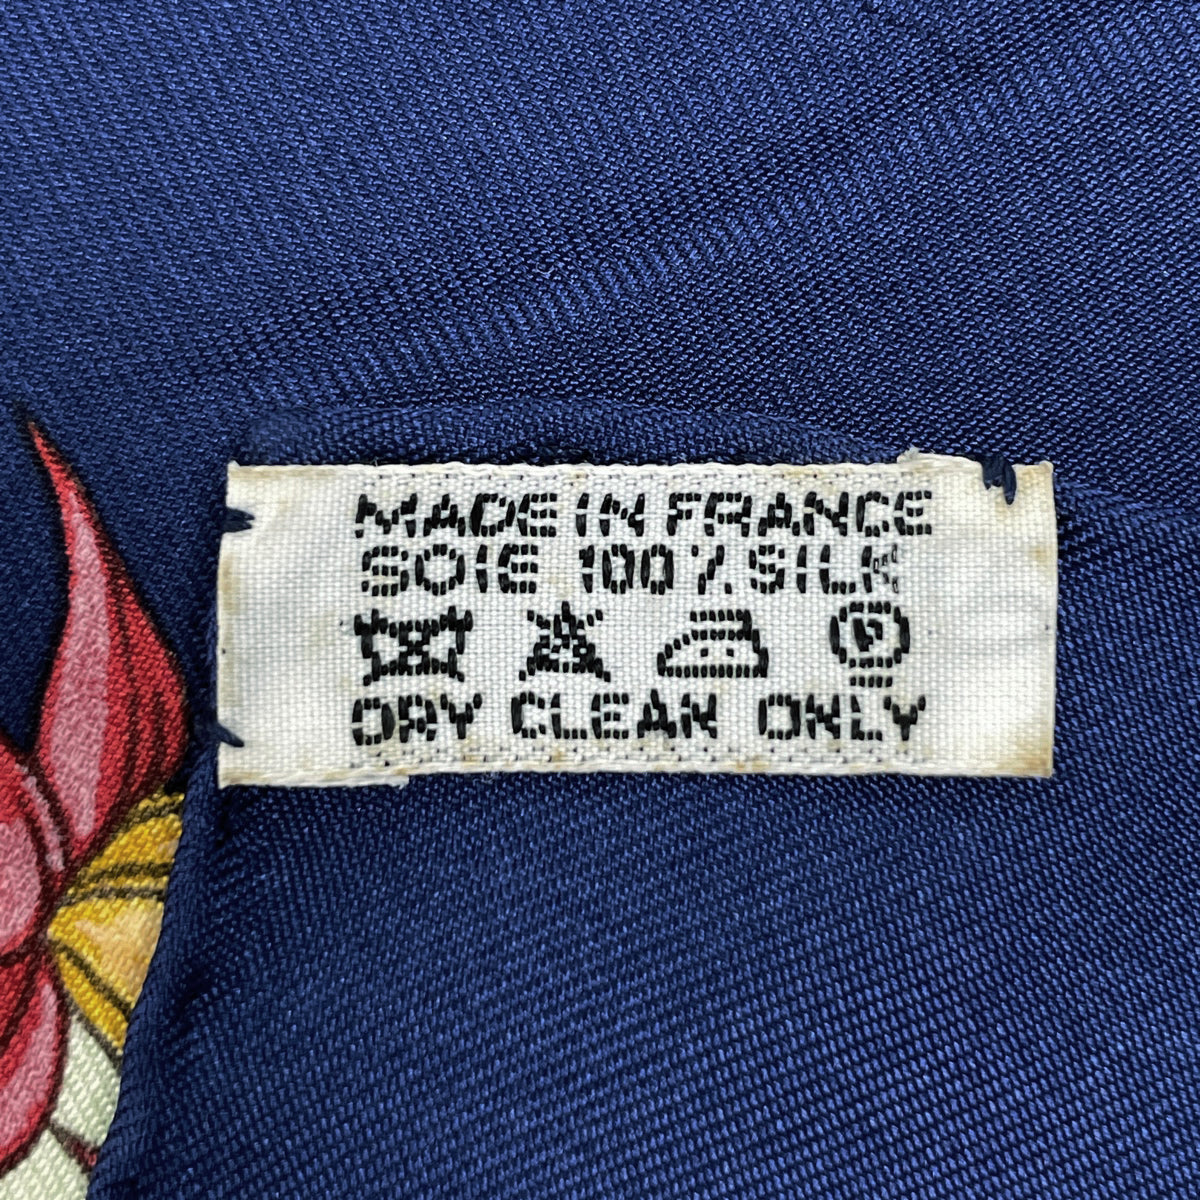 MADE IN FRANCE
SOIE 100% SILK
P
DRY CLEAN ONLY